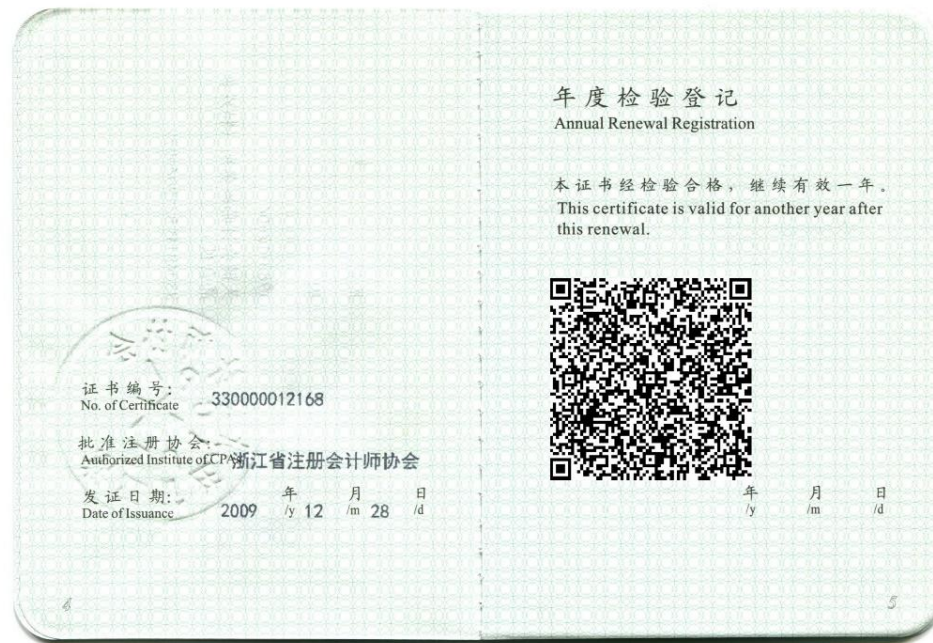 证书编号:
No. of Certificate
330000012168
批准注册协会:
Authorized Institute of CPA
浙江省注册会计师协会
发证日期:
Date of Issuance
2009 年 12 月 28 日
/y /m /d
4
年度检验登记
Annual Renewal Registration
本证书经检验合格，继续有效一年。
This certificate is valid for another year after
this renewal.
年 月 日
/y /m /d
5